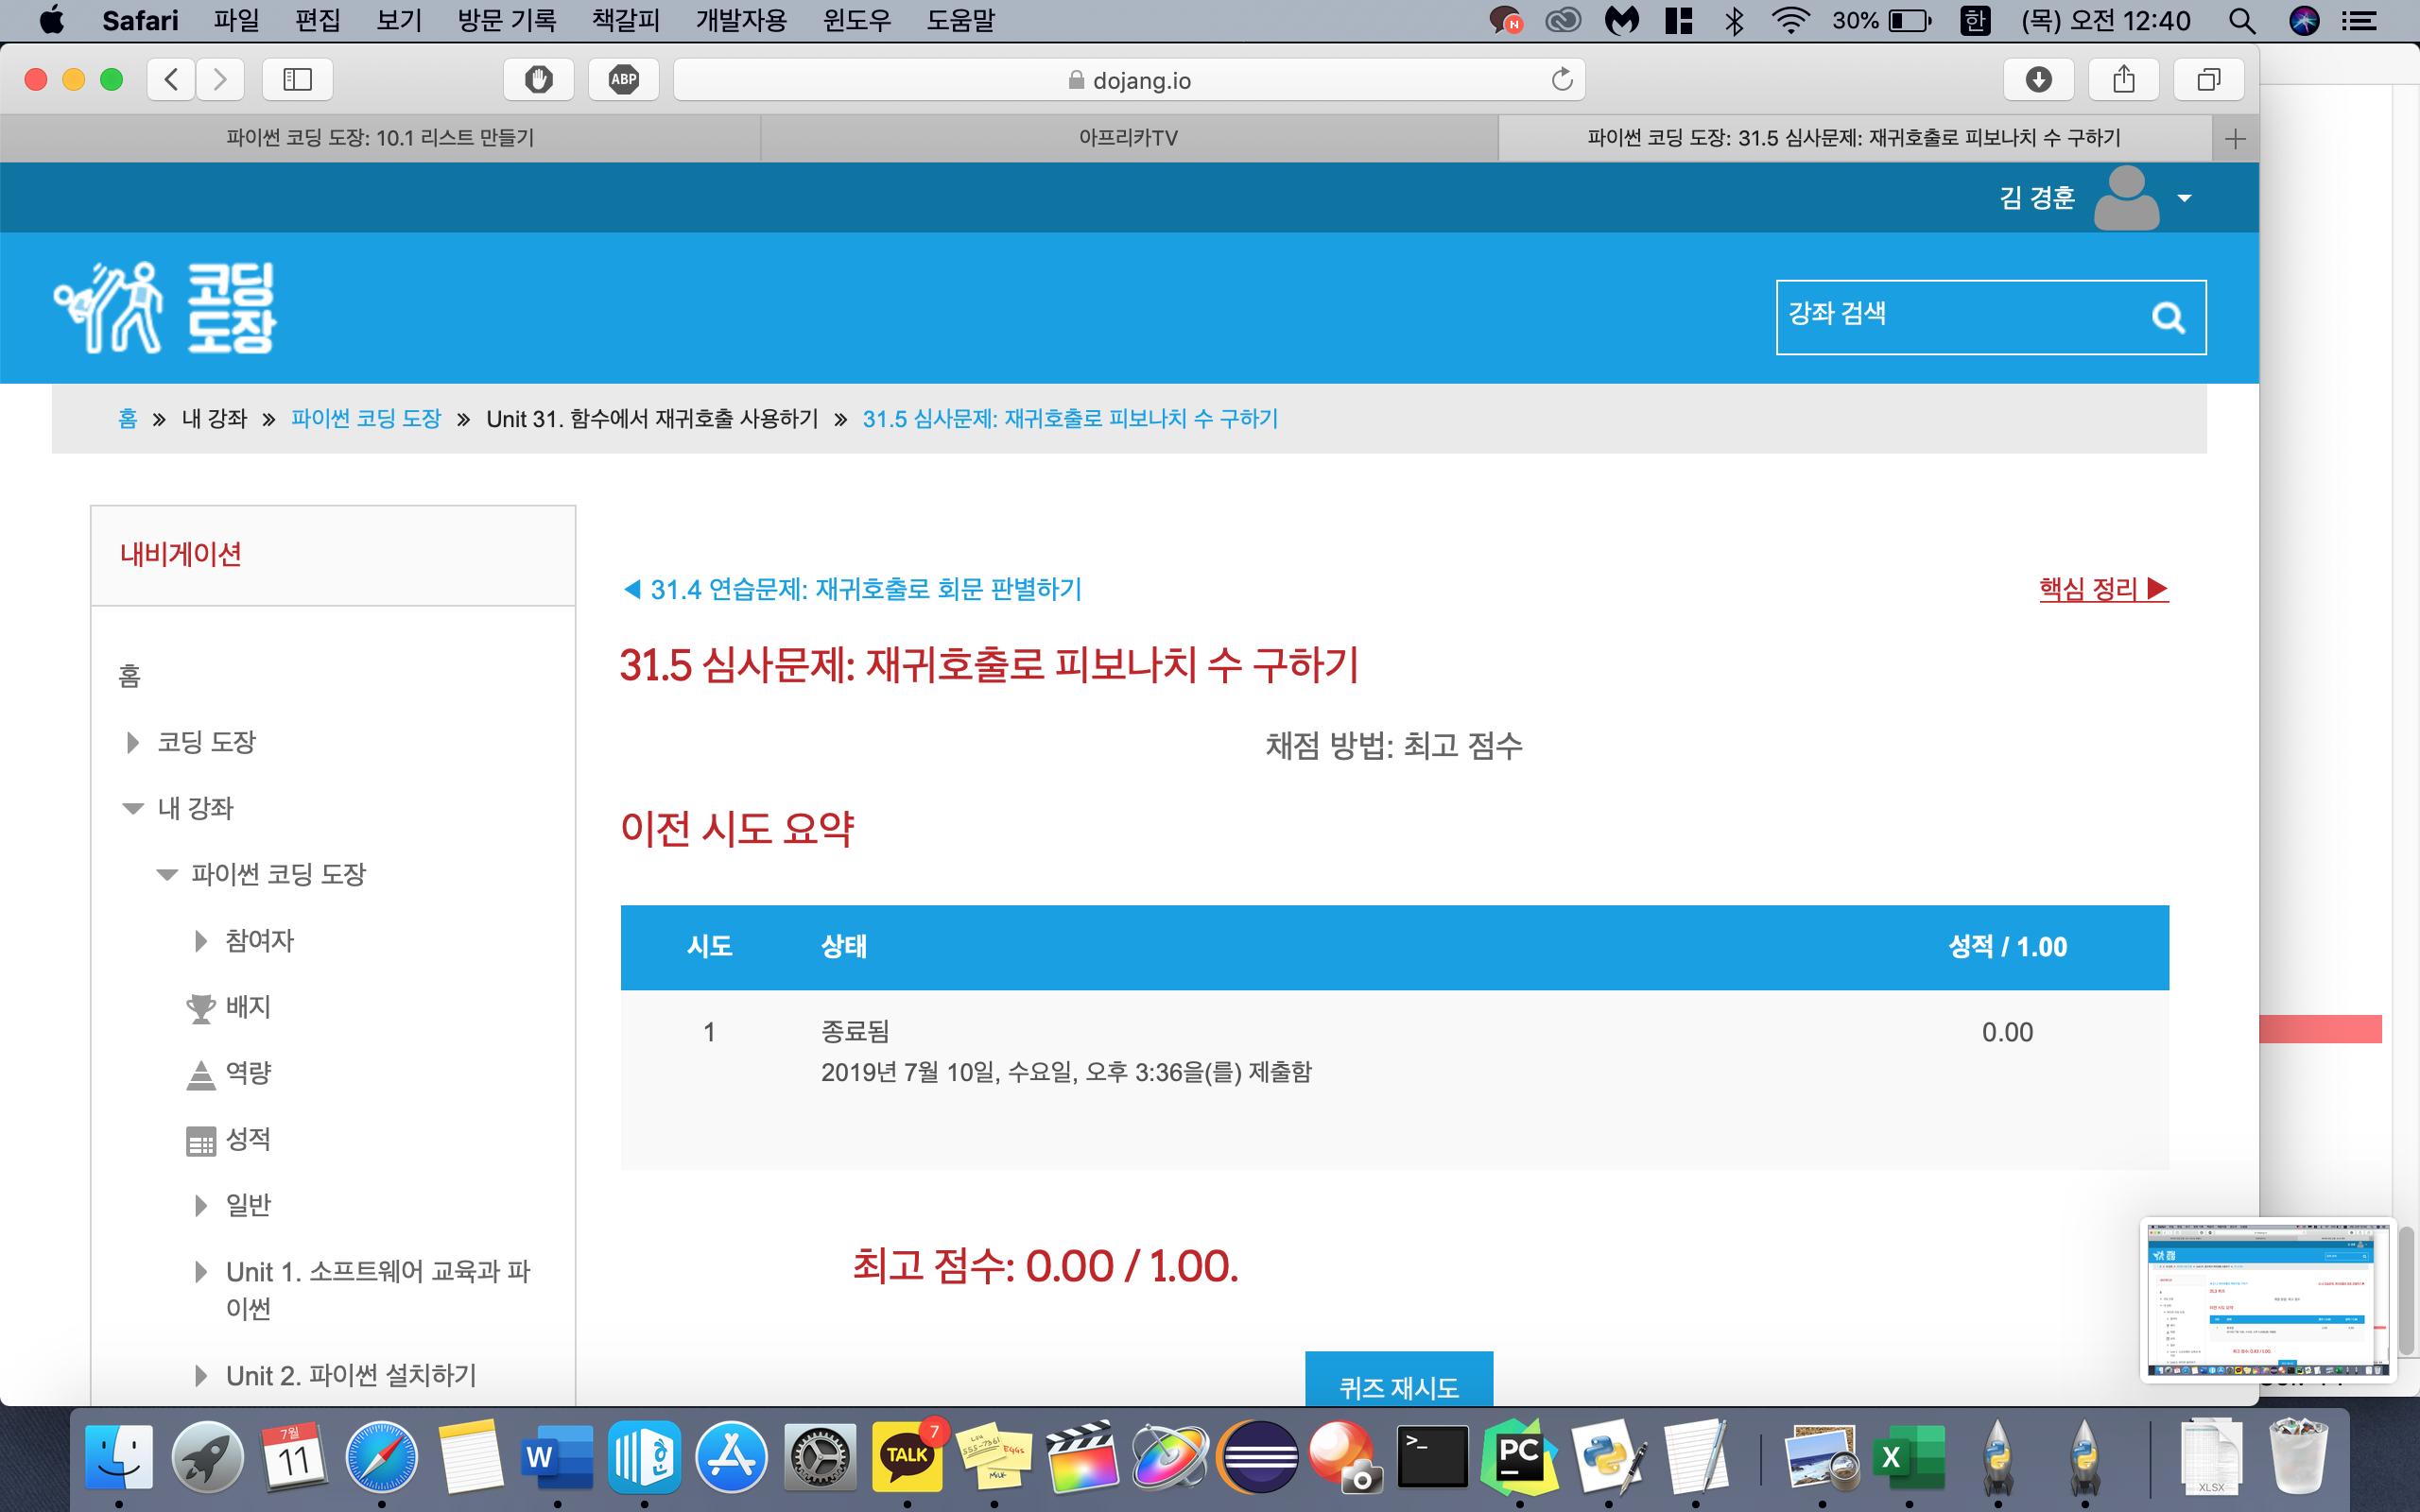 Safari 파일 편집 보기 방문 기록 책갈피 개발자용 윈도우 도움말 N 30% 한 (목) 오전 12:40
ABP dojang.io
파이썬 코딩 도장: 10.1 리스트 만들기 아프리카TV 파이썬 코딩 도장: 31.5 심사문제: 재귀호출로 피보나치 수 구하기
김 경훈
코딩
도장
강좌 검색
홈 » 내 강좌 » 파이썬 코딩 도장 » Unit 31. 함수에서 재귀호출 사용하기 » 31.5 심사문제: 재귀호출로 피보나치 수 구하기
내비게이션
홈
코딩 도장
내 강좌
파이썬 코딩 도장
참여자
배지
역량
성적
일반
Unit 1. 소프트웨어 교육과 파
이썬
Unit 2. 파이썬 설치하기
◀ 31.4 연습문제: 재귀호출로 회문 판별하기
핵심 정리 ▶
31.5 심사문제: 재귀호출로 피보나치 수 구하기
채점 방법: 최고 점수
이전 시도 요약
시도 상태 성적 / 1.00
1 종료됨 0.00
2019년 7월 10일, 수요일, 오후 3:36을(를) 제출함
최고 점수: 0.00 / 1.00.
퀴즈 재시도
7월
11
W
TALK
7
555-7361
EGGS
MILK
>_
PC
X
XLSX